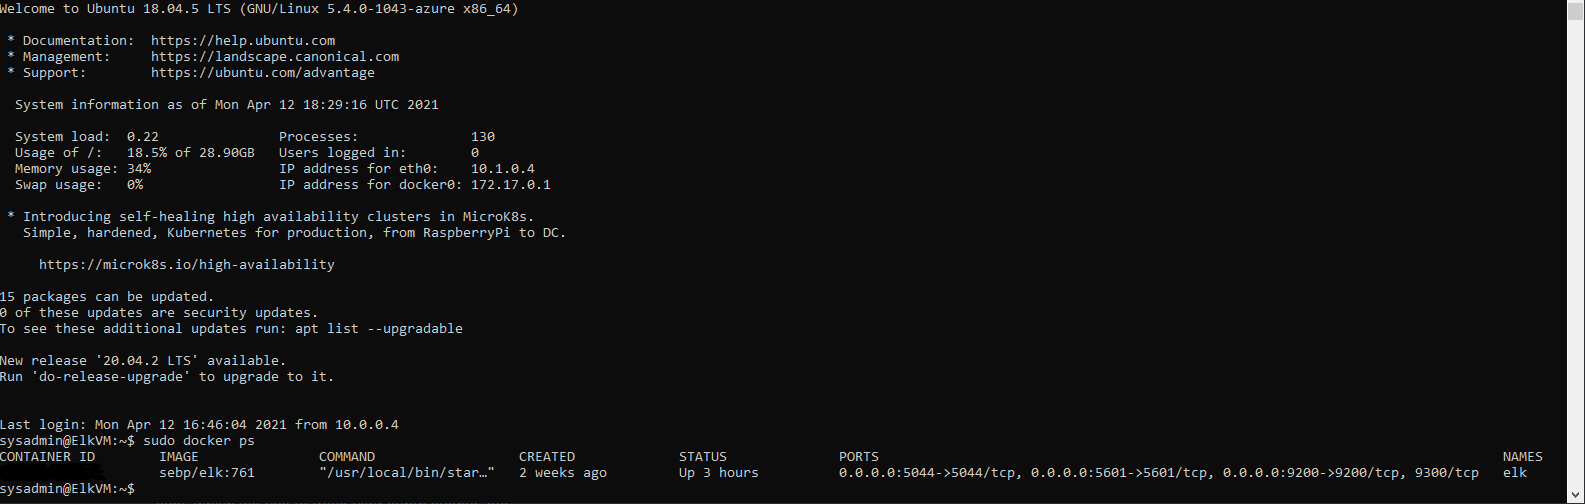 Welcome to Ubuntu 18.04.5 LTS (GNU/Linux 5.4.0-1043-azure x86_64)
* Documentation:  https://help.ubuntu.com
* Management:     https://landscape.canonical.com
* Support:        https://ubuntu.com/advantage
System information as of Mon Apr 12 18:29:16 UTC 2021
System load:  0.22               Processes:              130
Usage of /:   18.5% of 28.90GB   Users logged in:        0
Memory usage: 34%                IP address for eth0:    10.1.0.4
Swap usage:   0%                 IP address for docker0: 172.17.0.1
* Introducing self-healing high availability clusters in MicroK8s.
Simple, hardened, Kubernetes for production, from RaspberryPi to DC.
https://microk8s.io/high-availability
15 packages can be updated.
0 of these updates are security updates.
To see these additional updates run: apt list --upgradable
New release '20.04.2 LTS' available.
Run 'do-release-upgrade' to upgrade to it.
Last login: Mon Apr 12 16:46:04 2021 from 10.0.0.4
sysadmin@ElkVM:~$ sudo docker ps
CONTAINER ID        IMAGE               COMMAND                  CREATED             STATUS              PORTS                                                                              NAMES
sebp/elk:761        "/usr/local/bin/star…"   2 weeks ago         Up 3 hours          0.0.0.0:5044->5044/tcp, 0.0.0.0:5601->5601/tcp, 0.0.0.0:9200->9200/tcp, 9300/tcp   elk
sysadmin@ElkVM:~$